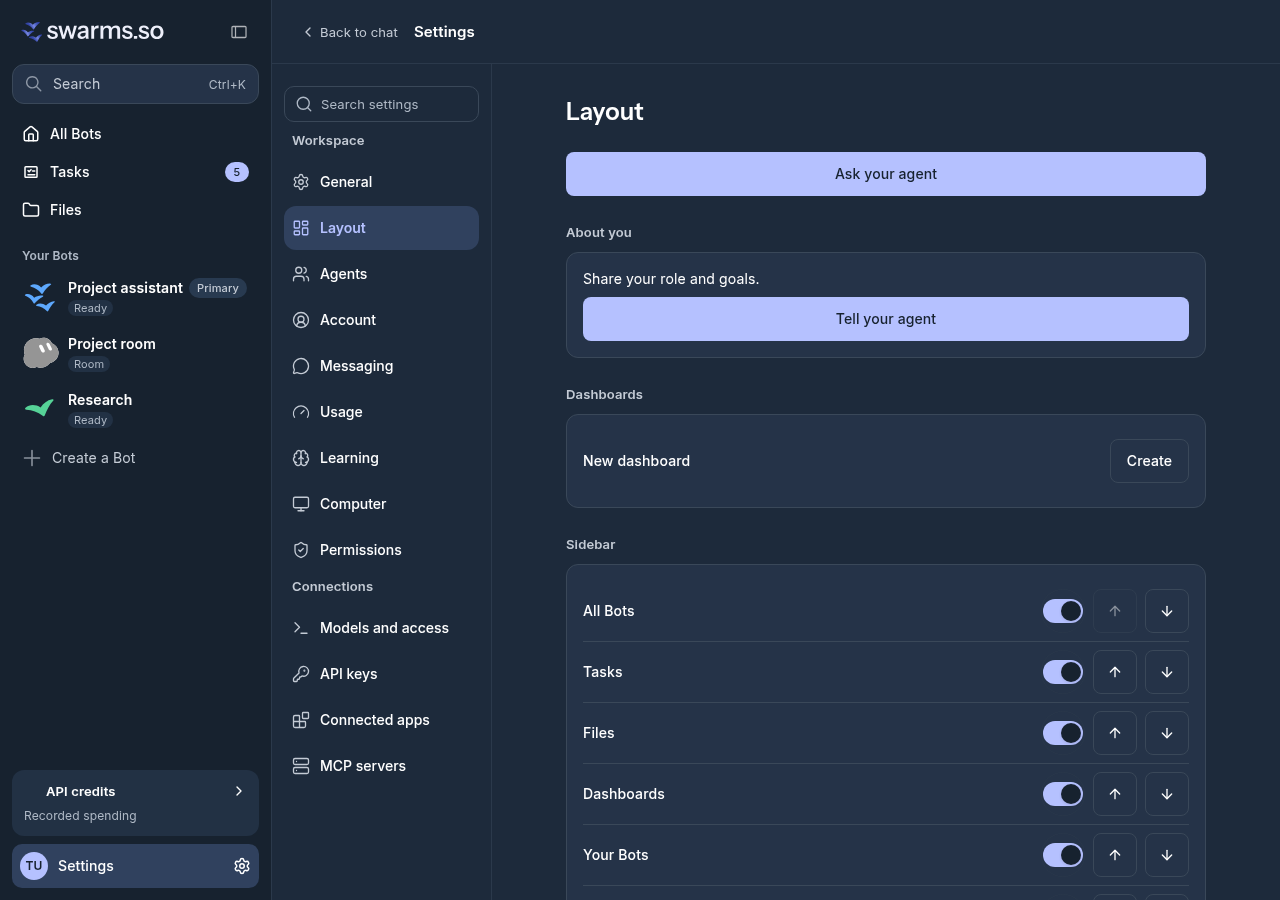 swarms.so
Search Ctrl+K
All Bots
Tasks 5
Files
Your Bots
Project assistant Primary
Ready
Project room
Room
Research
Ready
Create a Bot
API credits
Recorded spending
TU Settings
Back to chat Settings
Search settings
Workspace
General
Layout
Agents
Account
Messaging
Usage
Learning
Computer
Permissions
Connections
Models and access
API keys
Connected apps
MCP servers
Layout
Ask your agent
About you
Share your role and goals.
Tell your agent
Dashboards
New dashboard Create
Sidebar
All Bots
Tasks
Files
Dashboards
Your Bots